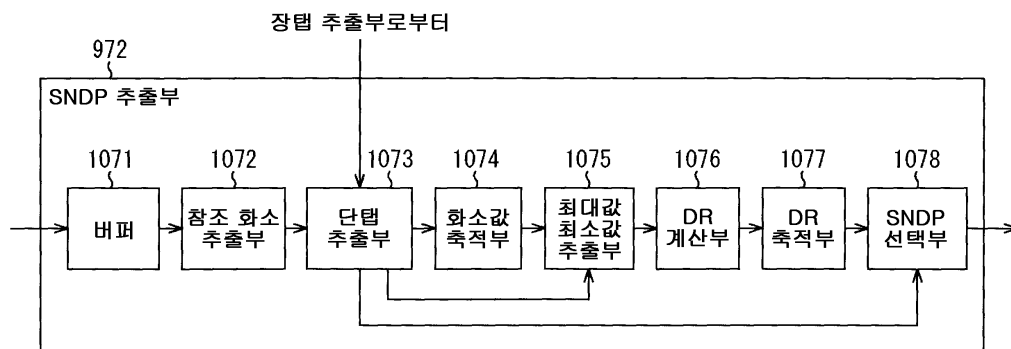 장탭 추출부로부터
972
SNDP 추출부
1071
1072
1073
1074
1075
1076
1077
1078
버퍼
참조 화소
추출부
단탭
추출부
화소값
축적부
최대값
최소값
추출부
DR
계산부
DR
축적부
SNDP
선택부